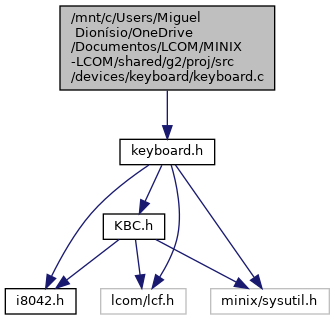 /mnt/c/Users/Miguel
Dionísio/OneDrive
/Documentos/LCOM/MINIX
-LCOM/shared/g2/proj/src
/devices/keyboard/keyboard.c
keyboard.h
KBC.h
i8042.h
lcom/lcf.h
minix/sysutil.h